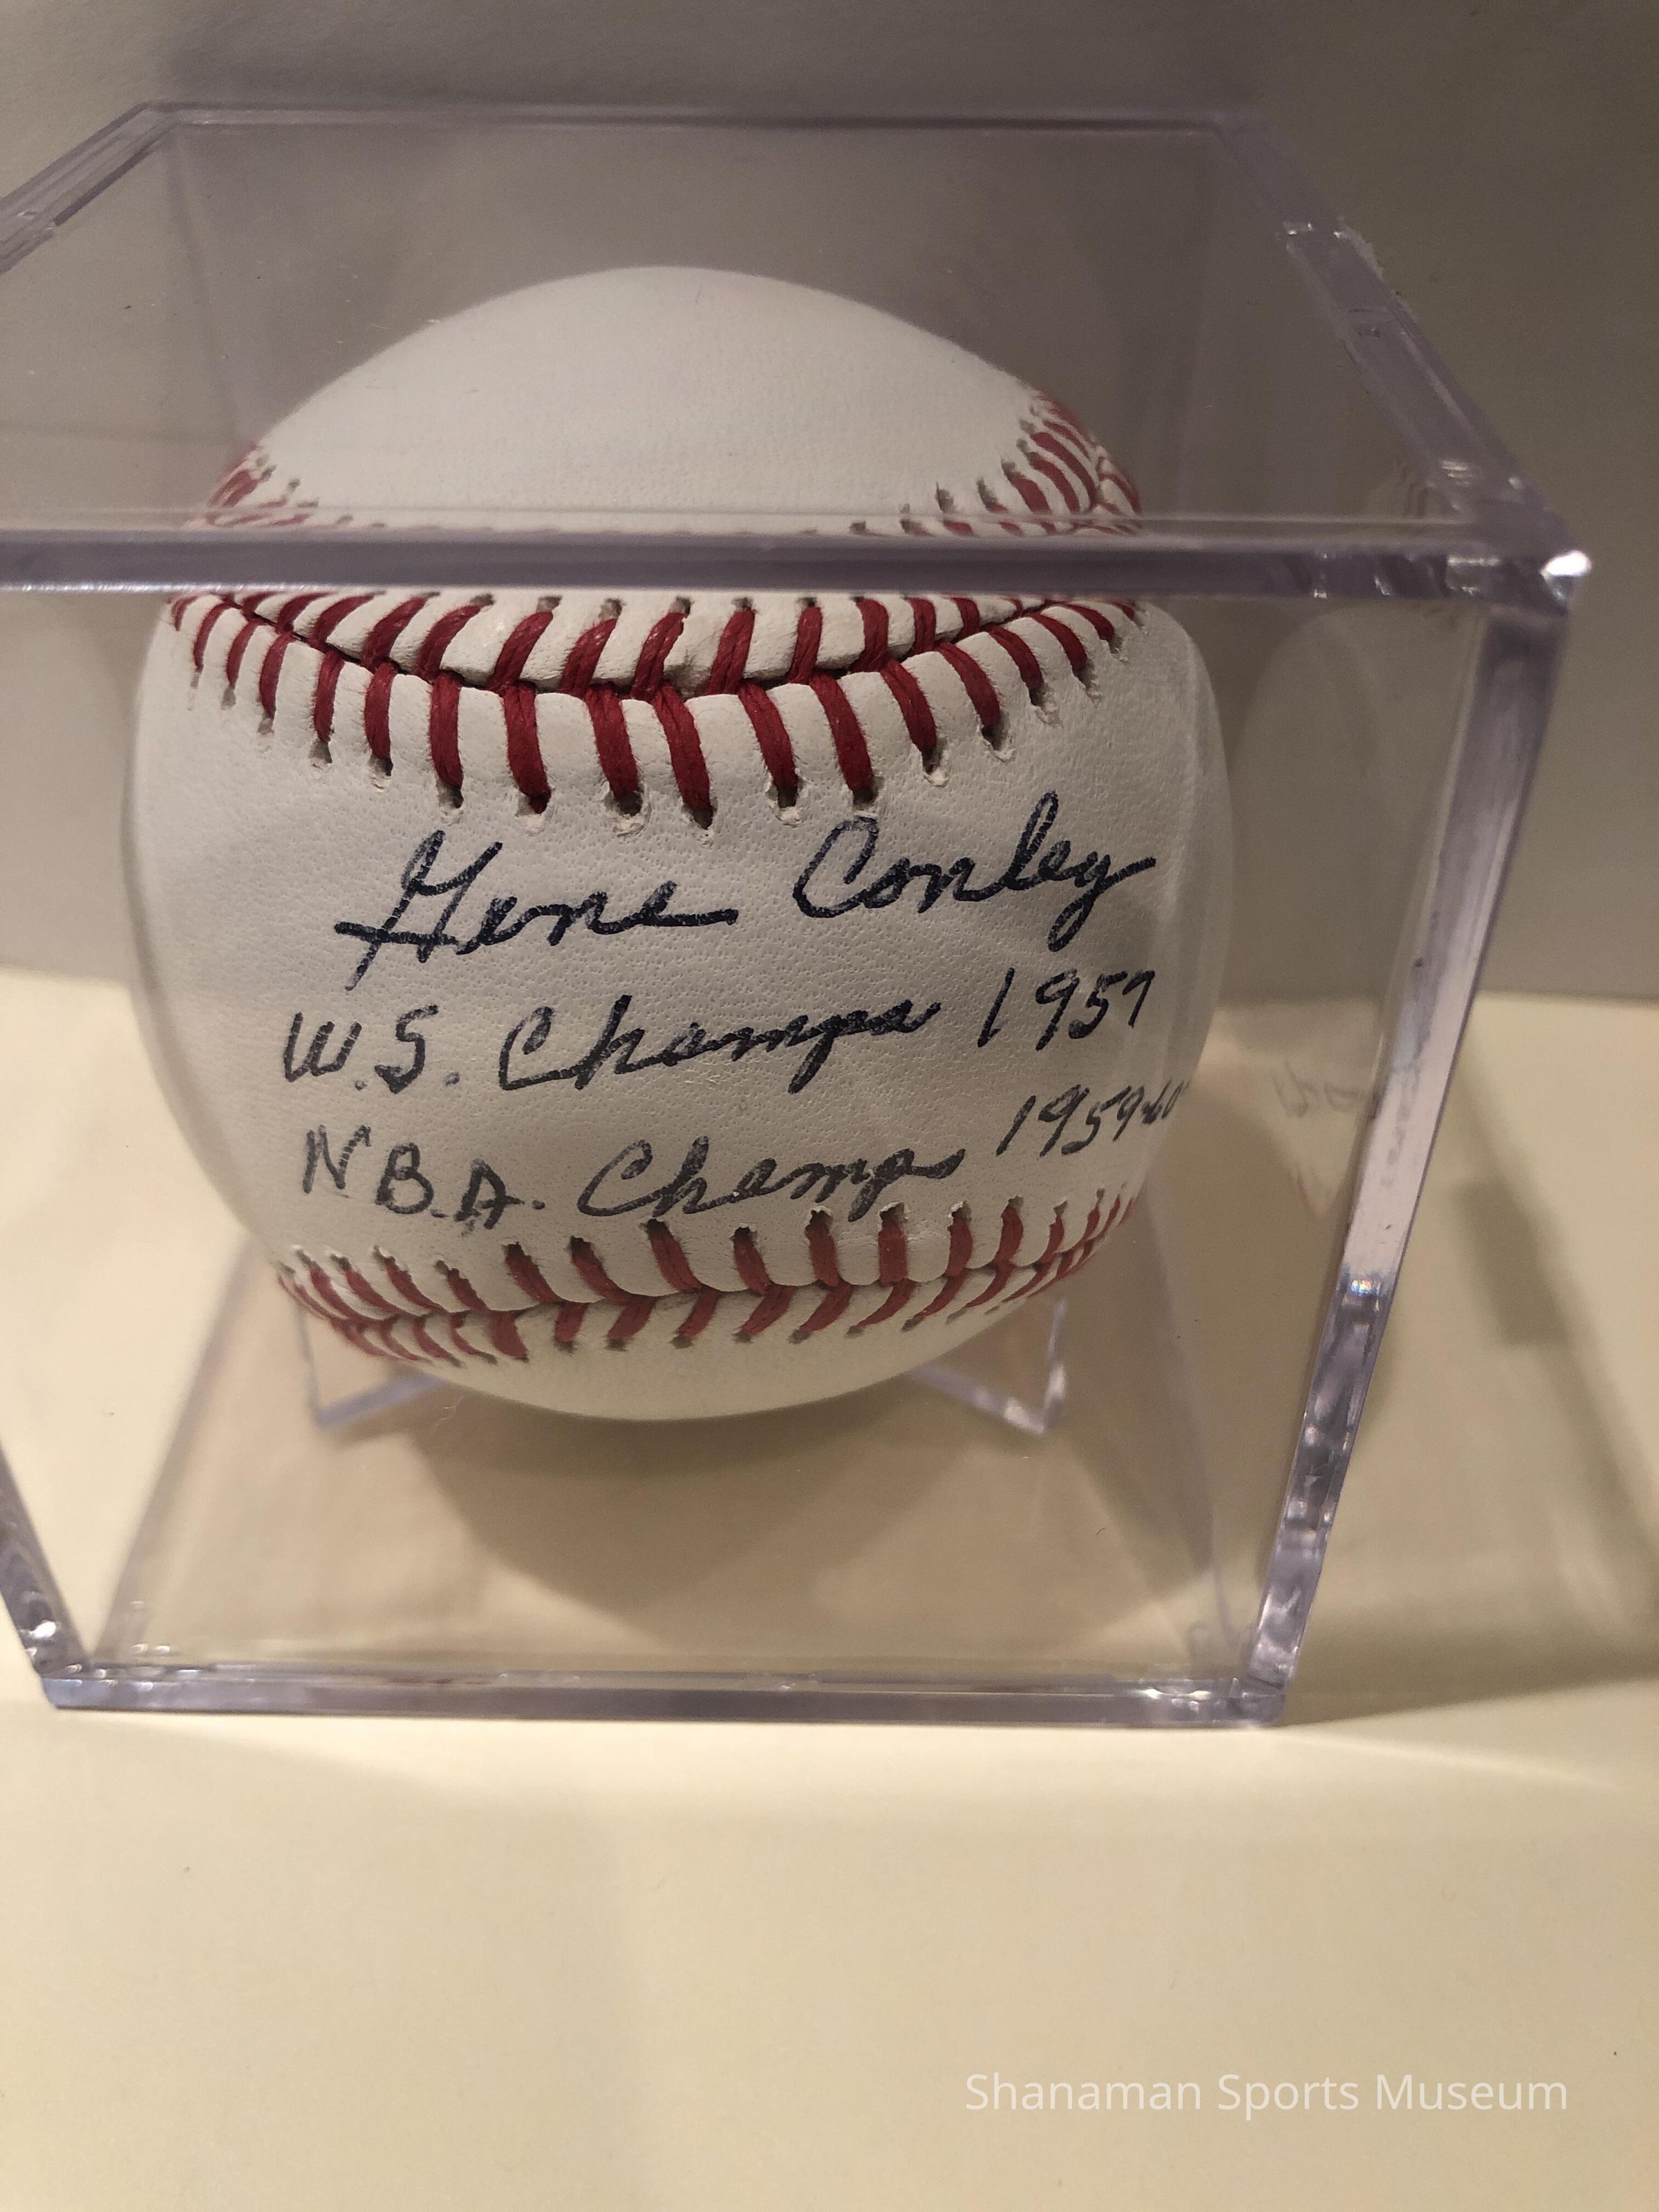 Gene Conley
W.S. Champs 1957
N.B.A. Champs 1959-60
Shanaman Sports Museum